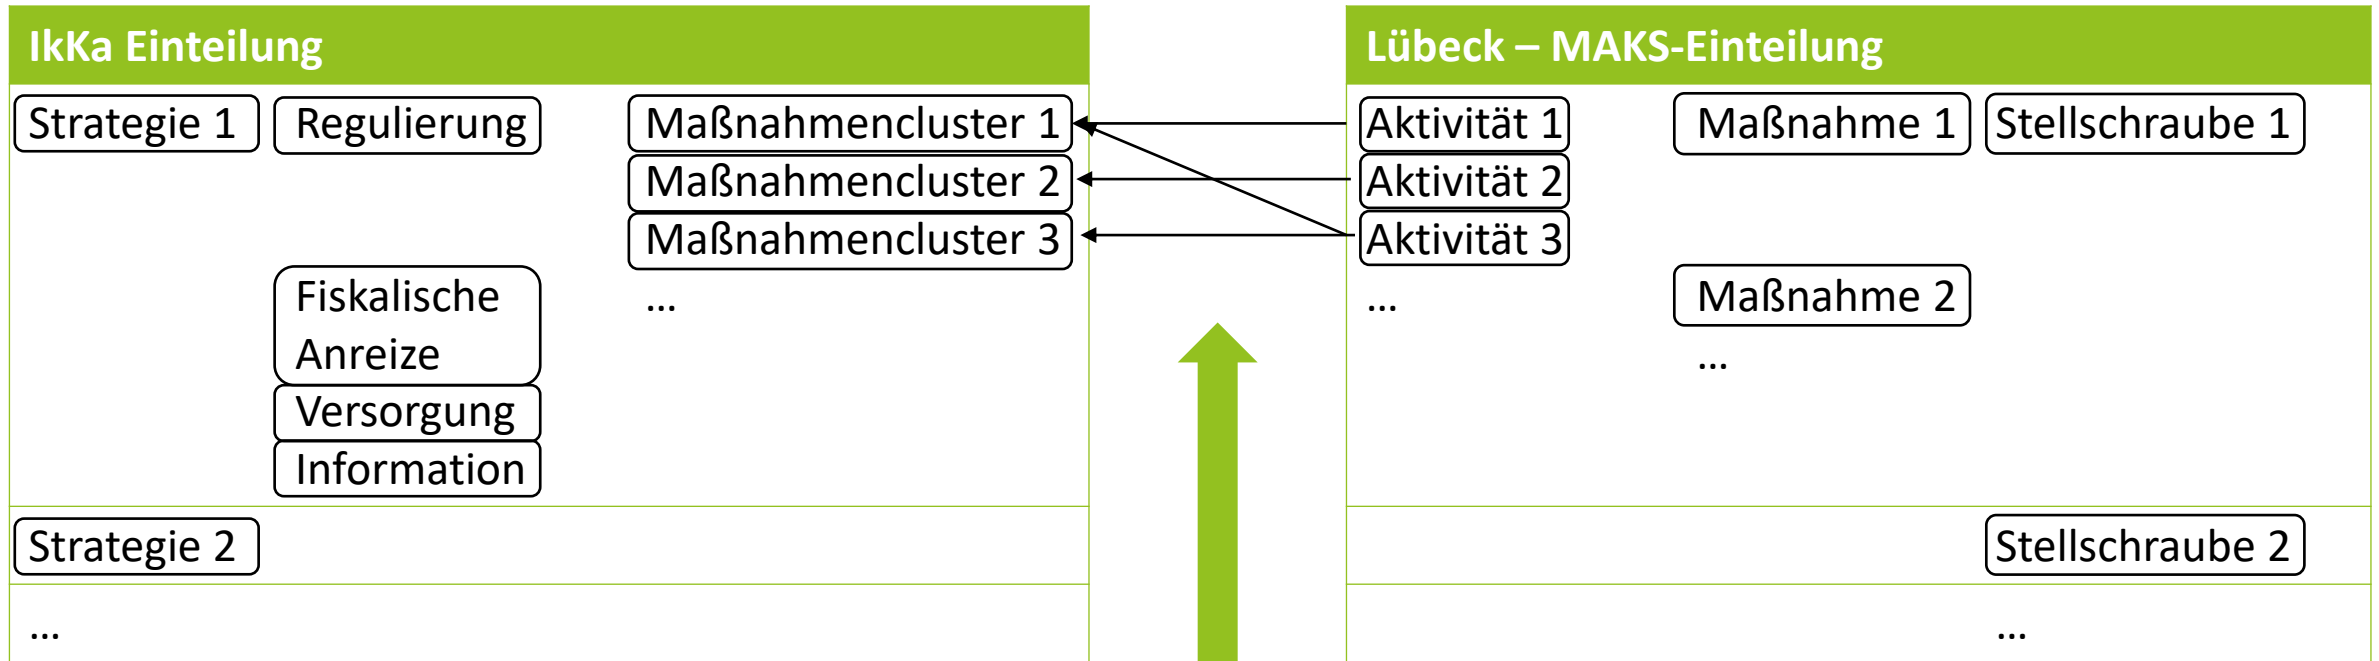 IkKa Einteilung
Lübeck – MAKS-Einteilung
Strategie 1
Regulierung
Maßnahmencluster 1
Aktivität 1
Maßnahme 1
Stellschraube 1
Maßnahmencluster 2
Aktivität 2
Maßnahmencluster 3
Aktivität 3
Fiskalische
Anreize
...
...
Maßnahme 2
...
Versorgung
Information
Strategie 2
Stellschraube 2
...
...